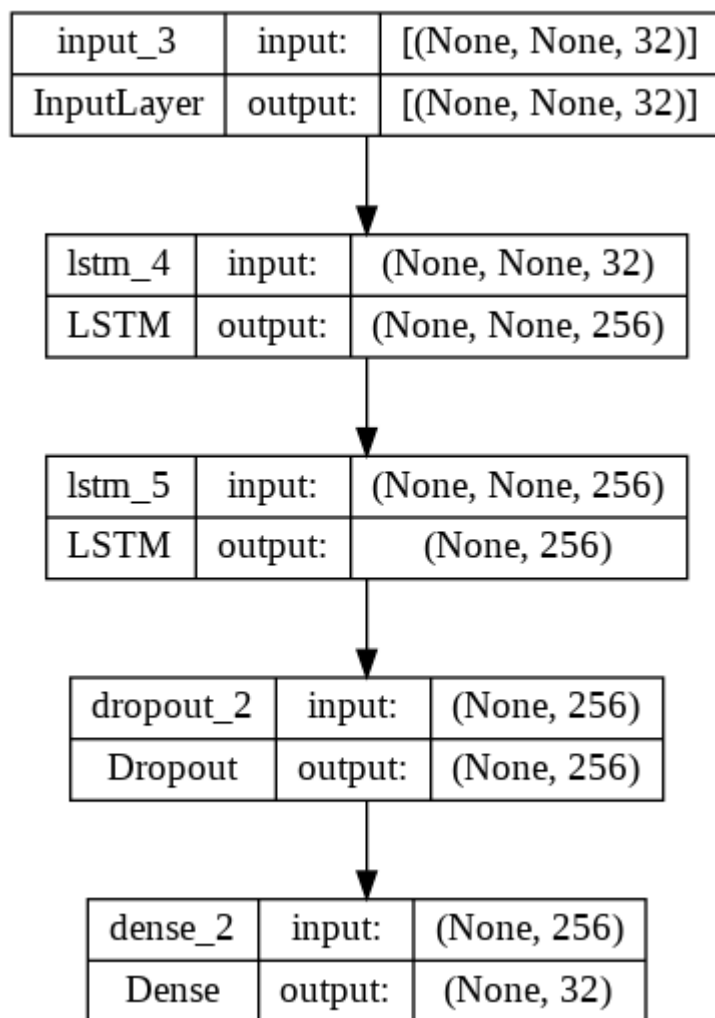 input_3 input: [(None, None, 32)]
InputLayer output: [(None, None, 32)]
lstm_4 input: (None, None, 32)
LSTM output: (None, None, 256)
lstm_5 input: (None, None, 256)
LSTM output: (None, 256)
dropout_2 input: (None, 256)
Dropout output: (None, 256)
dense_2 input: (None, 256)
Dense output: (None, 32)